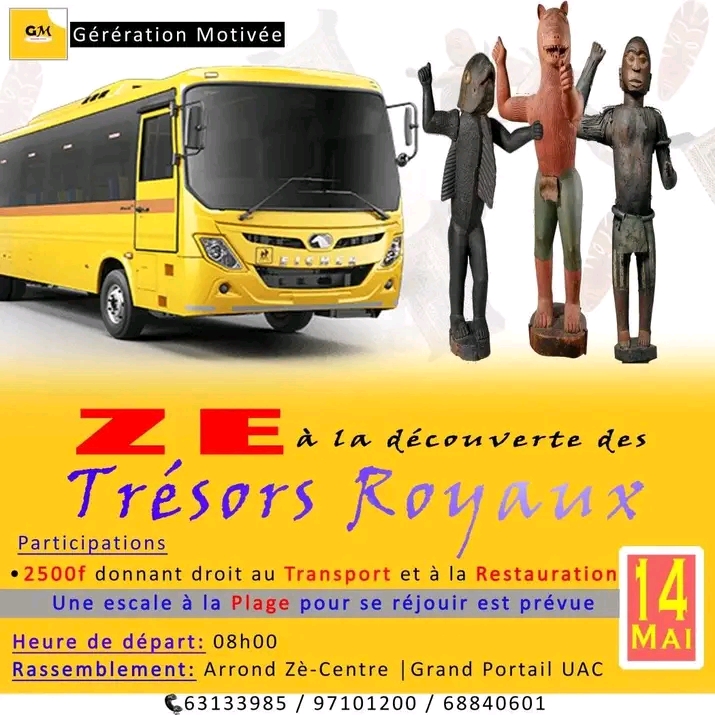 GM
Gérération Motivée
EICHER
ZE à la découverte des
Trésors Royaux
Participations
•2500f donnant droit au Transport et à la Restauration
Une escale à la Plage pour se réjouir est prévue
14
MAI
Heure de départ: 08h00
Rassemblement: Arrond Zè-Centre |Grand Portail UAC
63133985 / 97101200 / 68840601